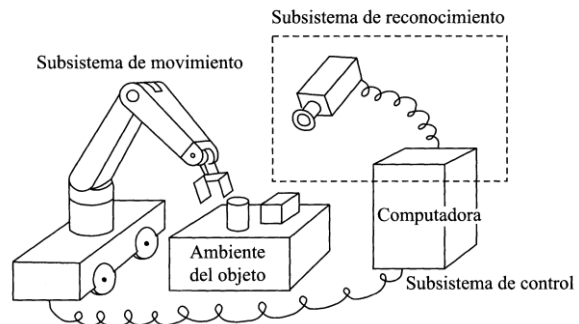 Subsistema de reconocimiento
Subsistema de movimiento
Computadora
Ambiente
del objeto
Subsistema de control